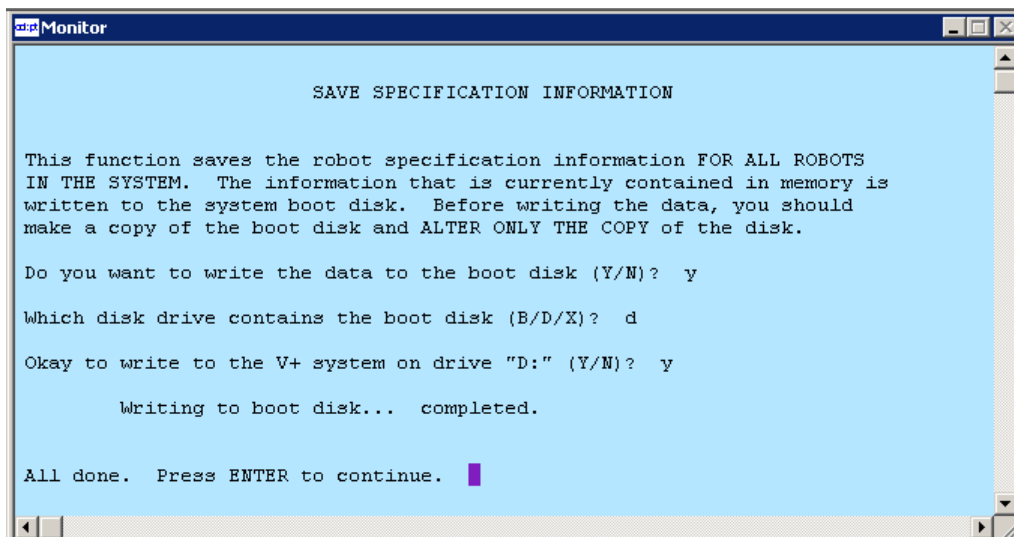 adept Monitor
SAVE SPECIFICATION INFORMATION
This function saves the robot specification information FOR ALL ROBOTS
IN THE SYSTEM.  The information that is currently contained in memory is
written to the system boot disk.  Before writing the data, you should
make a copy of the boot disk and ALTER ONLY THE COPY of the disk.
Do you want to write the data to the boot disk (Y/N)?  y
Which disk drive contains the boot disk (B/D/X)?  d
Okay to write to the V+ system on drive "D:" (Y/N)?  y
Writing to boot disk...  completed.
All done.  Press ENTER to continue.